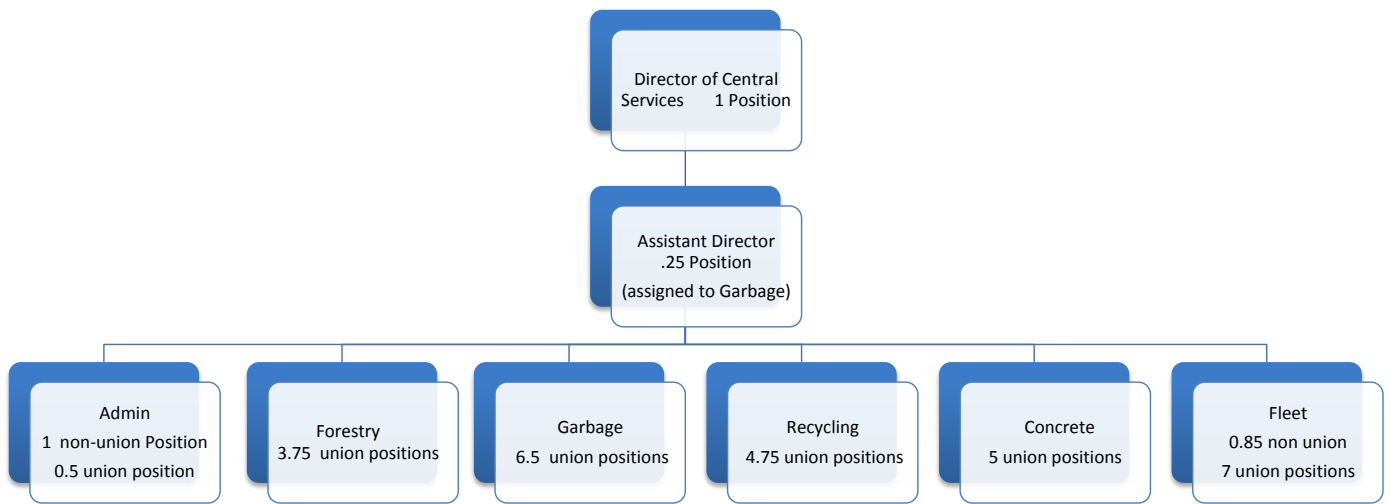 Director of Central
Services 1 Position
Assistant Director
.25 Position
(assigned to Garbage)
Admin
1 non-union Position
0.5 union position
Forestry
3.75 union positions
Garbage
6.5 union positions
Recycling
4.75 union positions
Concrete
5 union positions
Fleet
0.85 non union
7 union positions